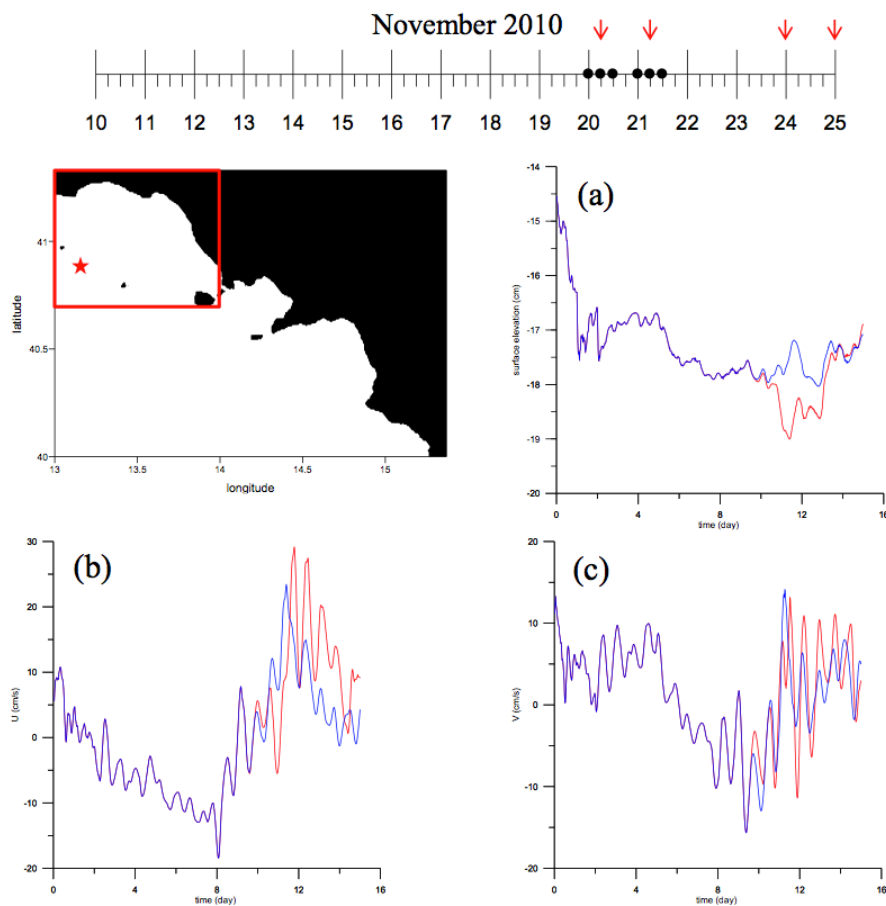 November 2010
10 11 12 13 14 15 16 17 18 19 20 21 22 23 24 25
(a)
-14
-15
-16
-17
-18
-19
-20
surface elevation (cm)
0 4 8 12 16
time (day)
41
40.5
40
latitude
13 13.5 14 14.5 15
longitude
(b)
30
20
10
0
-10
-20
U (cm/s)
0 4 8 12 16
time (day)
(c)
20
10
0
-10
-20
V (cm/s)
0 4 8 12 16
time (day)